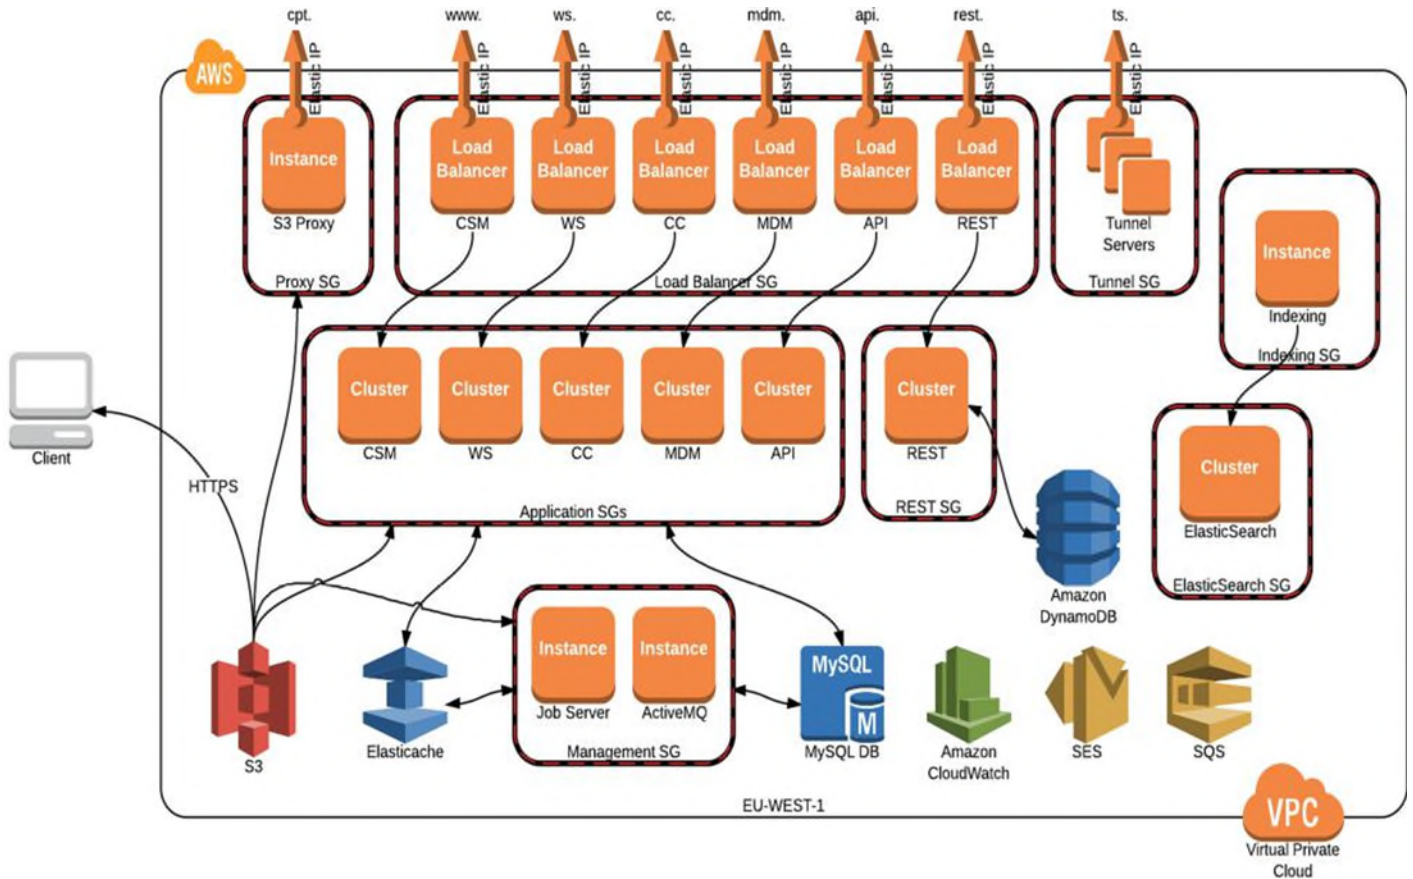 cpt.
www.
ws.
cc.
mdm.
api.
rest.
ts.
Elastic IP
Elastic IP
Elastic IP
Elastic IP
Elastic IP
Elastic IP
Elastic IP
Elastic IP
AWS
Instance
S3 Proxy
Proxy SG
Load
Balancer
CSM
Load
Balancer
WS
Load
Balancer
CC
Load
Balancer
MDM
Load
Balancer
API
Load
Balancer
REST
Load Balancer SG
Tunnel
Servers
Tunnel SG
Instance
Indexing
Indexing SG
Client
HTTPS
Cluster
CSM
Cluster
WS
Cluster
CC
Cluster
MDM
Cluster
API
Application SGs
Cluster
REST
REST SG
Cluster
ElasticSearch
ElasticSearch SG
Amazon
DynamoDB
S3
Elasticache
Instance
Job Server
Instance
ActiveMQ
Management SG
MySQL
M
MySQL DB
Amazon
CloudWatch
SES
SQS
EU-WEST-1
VPC
Virtual Private
Cloud